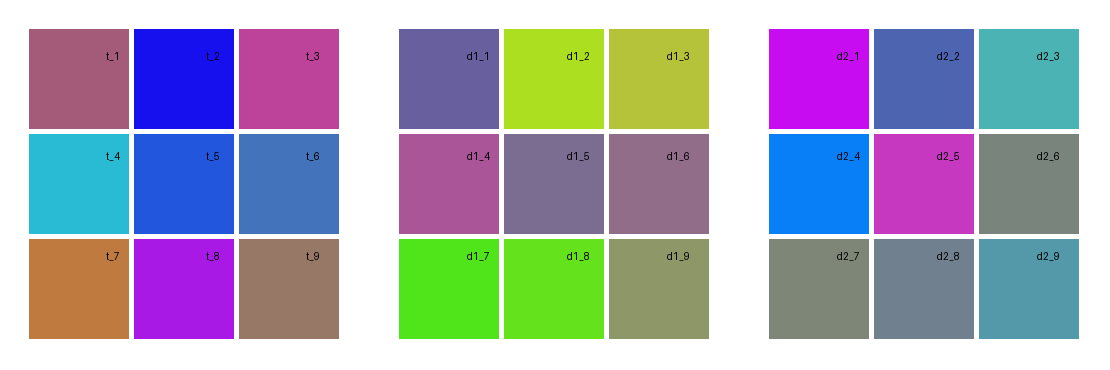 t_1 t_2 t_3 d1_1 d1_2 d1_3 d2_1 d2_2 d2_3
t_4 t_5 t_6 d1_4 d1_5 d1_6 d2_4 d2_5 d2_6
t_7 t_8 t_9 d1_7 d1_8 d1_9 d2_7 d2_8 d2_9